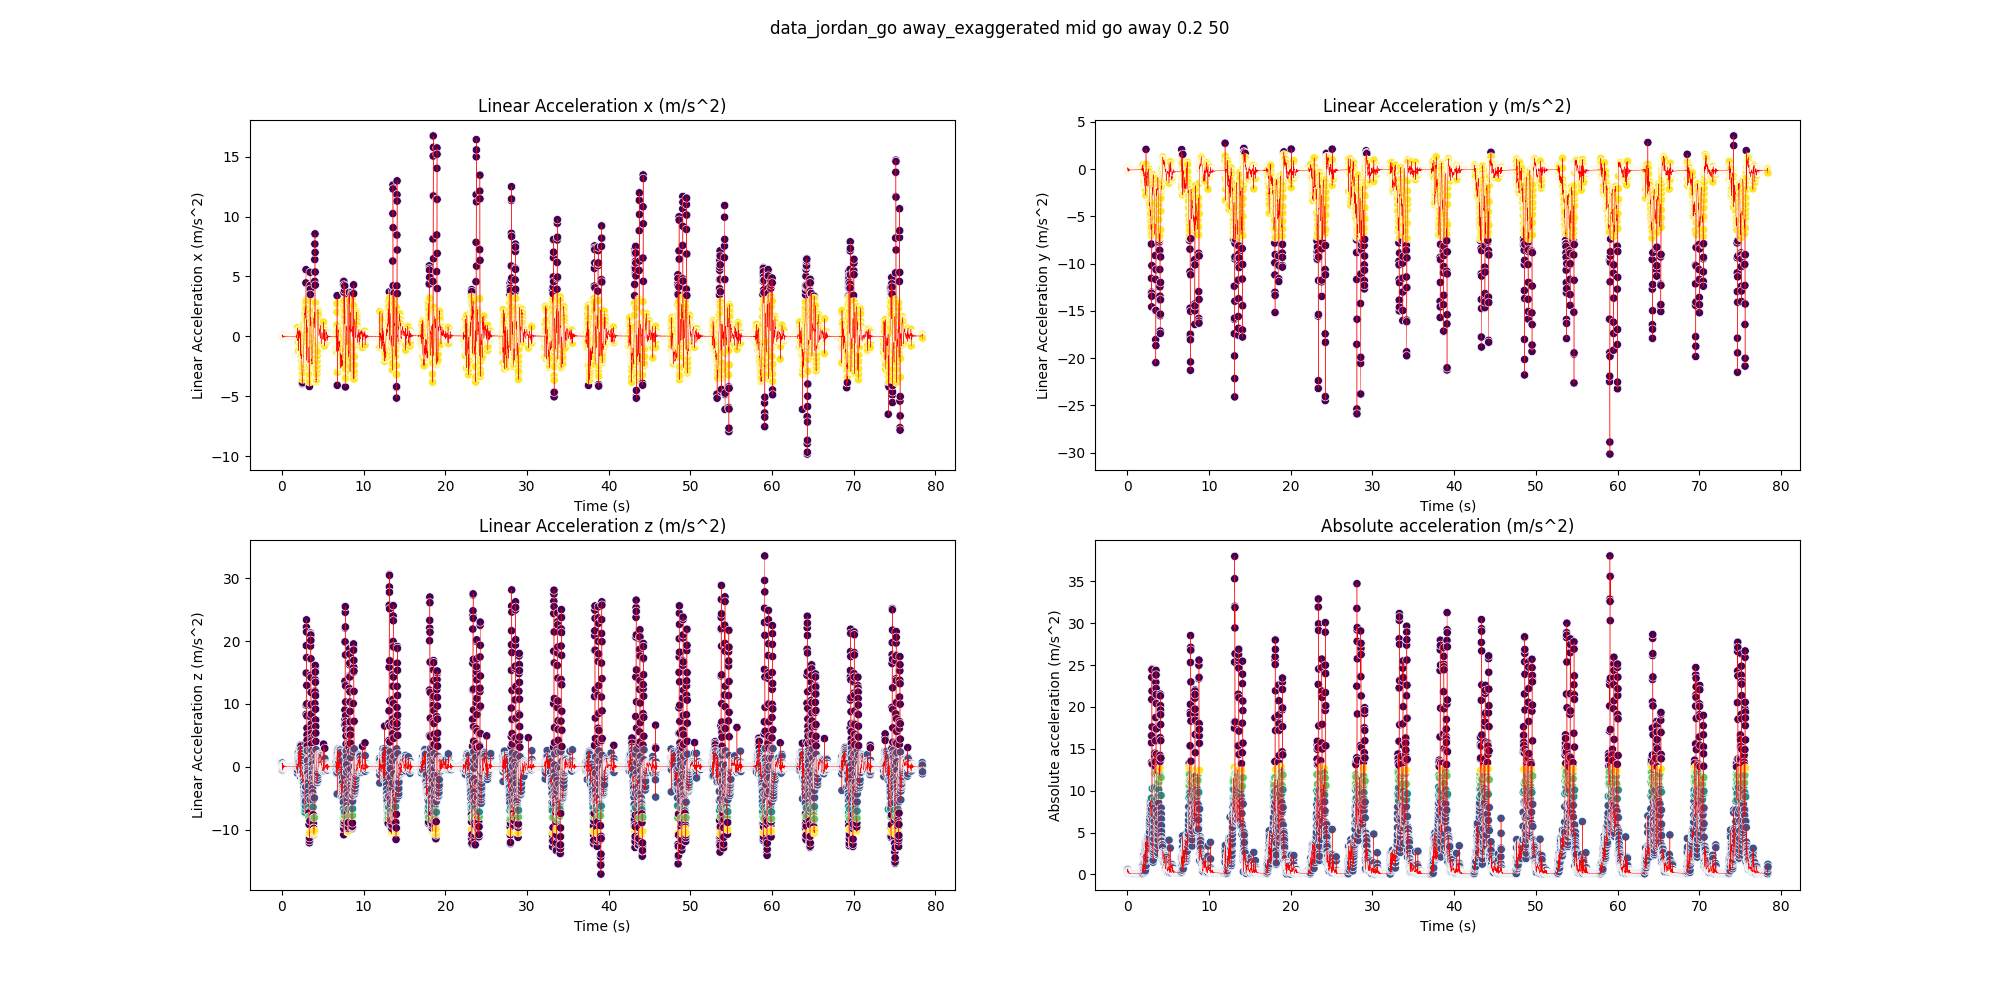 data_jordan_go away_exaggerated mid go away 0.2 50
Linear Acceleration x (m/s^2)
Linear Acceleration x (m/s^2)
15
10
5
0
−5
−10
0 10 20 30 40 50 60 70 80
Time (s)
Linear Acceleration y (m/s^2)
Linear Acceleration y (m/s^2)
5
0
−5
−10
−15
−20
−25
−30
0 10 20 30 40 50 60 70 80
Time (s)
Linear Acceleration z (m/s^2)
Linear Acceleration z (m/s^2)
30
20
10
0
−10
0 10 20 30 40 50 60 70 80
Time (s)
Absolute acceleration (m/s^2)
Absolute acceleration (m/s^2)
35
30
25
20
15
10
5
0
0 10 20 30 40 50 60 70 80
Time (s)